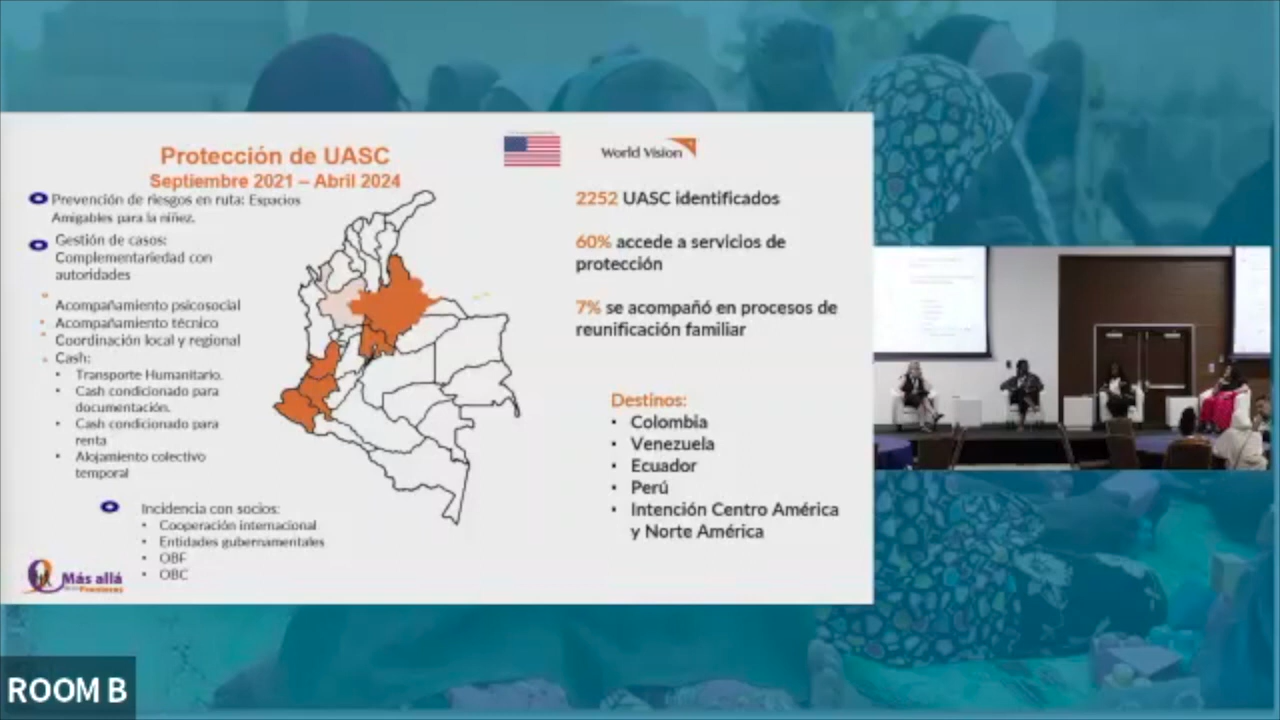 Protección de UASC
Septiembre 2021 – Abril 2024
Prevención de riesgos en ruta: Espacios
Amigables para la niñez.
Gestión de casos:
Complementariedad con
autoridades
Acompañamiento psicosocial
Acompañamiento técnico
Coordinación local y regional
Cash:
Transporte Humanitario.
Cash condicionado para
documentación.
Cash condicionado para
renta
Alojamiento colectivo
temporal
Incidencia con socios:
Cooperación internacional
Entidades gubernamentales
OBF
OBC
Más allá
Fronteras
World Vision
2252 UASC identificados
60% accede a servicios de
protección
7% se acompañó en procesos de
reunificación familiar
Destinos:
Colombia
Venezuela
Ecuador
Perú
Intención Centro América
y Norte América
ROOM B